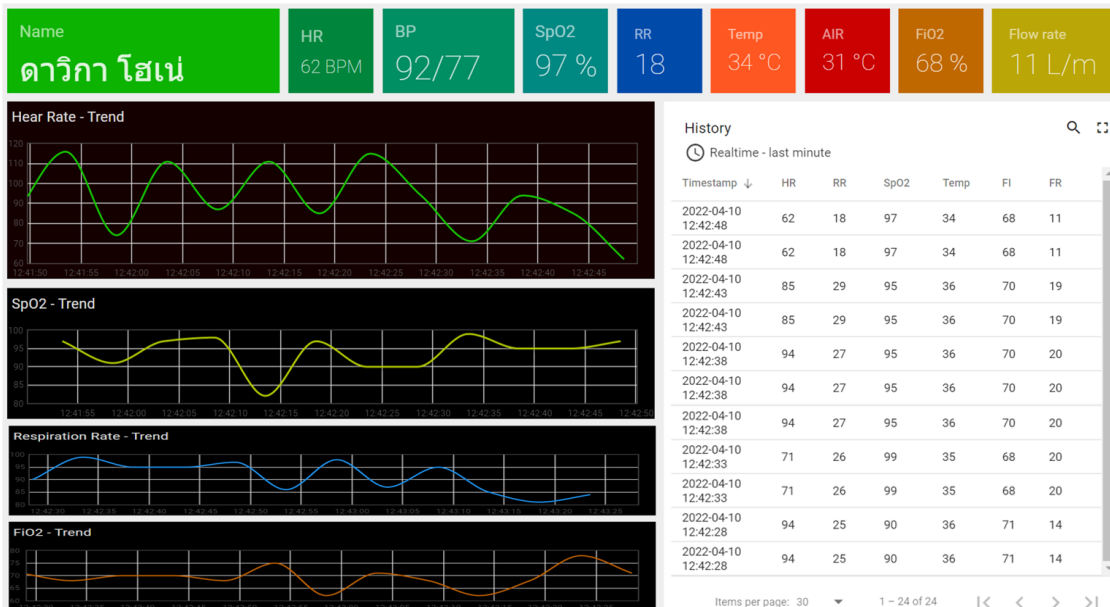 Name
ดาวิกา โฮเน่
HR
62 BPM
BP
92/77
SpO2
97 %
RR
18
Temp
34 °C
AIR
31 °C
FiO2
68 %
Flow rate
11 L/m
Hear Rate - Trend
120
110
100
90
80
70
60
12:41:50 12:41:55 12:42:00 12:42:05 12:42:10 12:42:15 12:42:20 12:42:25 12:42:30 12:42:35 12:42:40 12:42:45
SpO2 - Trend
100
95
90
85
80
12:41:55 12:42:00 12:42:05 12:42:10 12:42:15 12:42:20 12:42:25 12:42:30 12:42:35 12:42:40 12:42:45 12:42:50
Respiration Rate - Trend
100
95
90
85
80
12:42:30 12:42:35 12:42:40 12:42:45 12:42:50 12:42:55 12:43:00 12:43:05 12:43:10 12:43:15 12:43:20 12:43:25
FiO2 - Trend
80
75
70
65
60
History
Realtime - last minute
Timestamp HR RR SpO2 Temp FI FR
2022-04-10
12:42:48 62 18 97 34 68 11
2022-04-10
12:42:48 62 18 97 34 68 11
2022-04-10
12:42:43 85 29 95 36 70 19
2022-04-10
12:42:43 85 29 95 36 70 19
2022-04-10
12:42:38 94 27 95 36 70 20
2022-04-10
12:42:38 94 27 95 36 70 20
2022-04-10
12:42:38 94 27 95 36 70 20
2022-04-10
12:42:33 71 26 99 35 68 20
2022-04-10
12:42:33 71 26 99 35 68 20
2022-04-10
12:42:28 94 25 90 36 71 14
2022-04-10
12:42:28 94 25 90 36 71 14
Items per page: 30 1 – 24 of 24